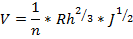 V = 1/n * Rh^2/3 * J^1/2